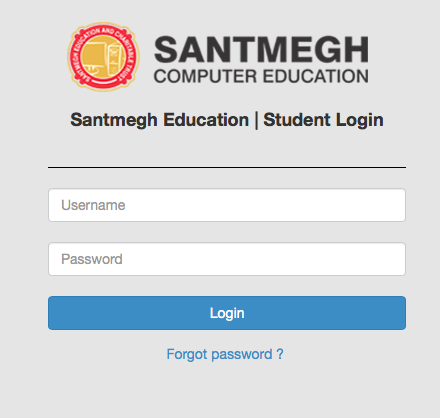 SANTMEGH EDUCATION AND CHARITABLE TRUST
SANTMEGH
COMPUTER EDUCATION
Santmegh Education | Student Login
Username
Password
Login
Forgot password ?